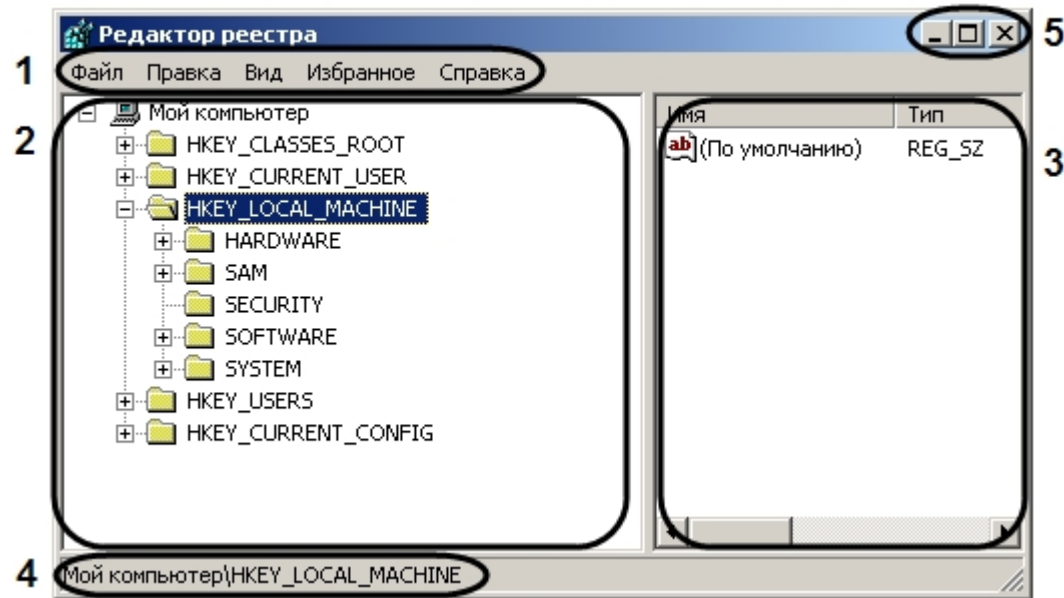 Редактор реестра
5
1
Файл Правка Вид Избранное Справка
2
Мой компьютер
HKEY_CLASSES_ROOT
HKEY_CURRENT_USER
HKEY_LOCAL_MACHINE
HARDWARE
SAM
SECURITY
SOFTWARE
SYSTEM
HKEY_USERS
HKEY_CURRENT_CONFIG
Имя Тип
ab (По умолчанию) REG_SZ
3
4
Мой компьютер\HKEY_LOCAL_MACHINE